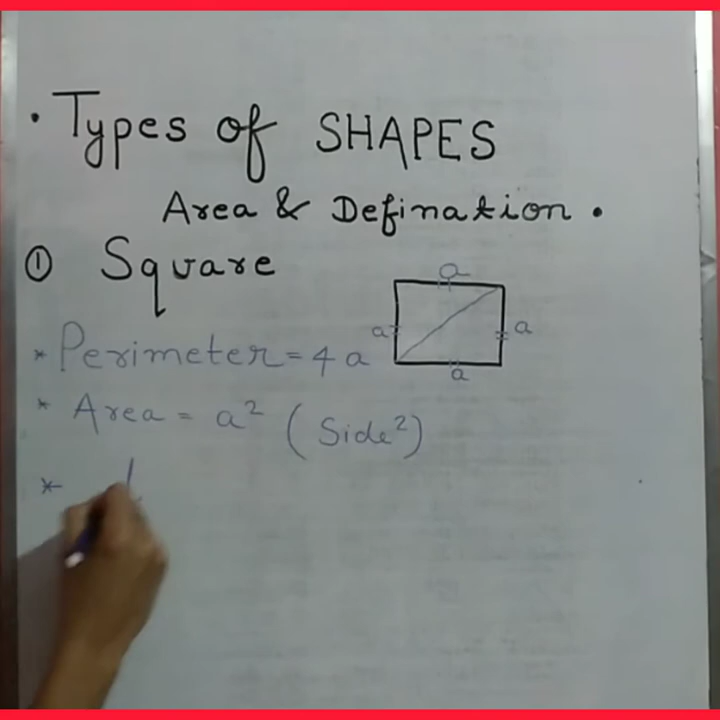 • Types of SHAPES
Area & Defination •
① Square
a
a
a
* Perimeter = 4a
a
* Area = a² (Side²)
*